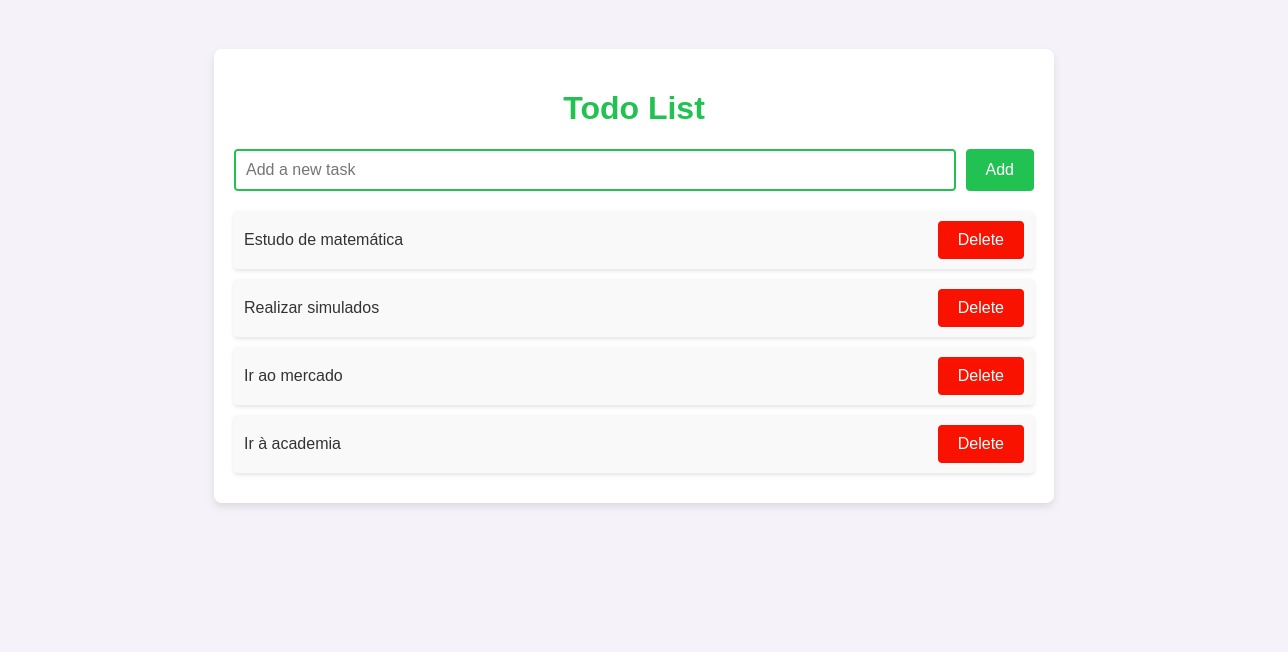 Todo List
Add a new task
Add
Estudo de matemática
Delete
Realizar simulados
Delete
Ir ao mercado
Delete
Ir à academia
Delete